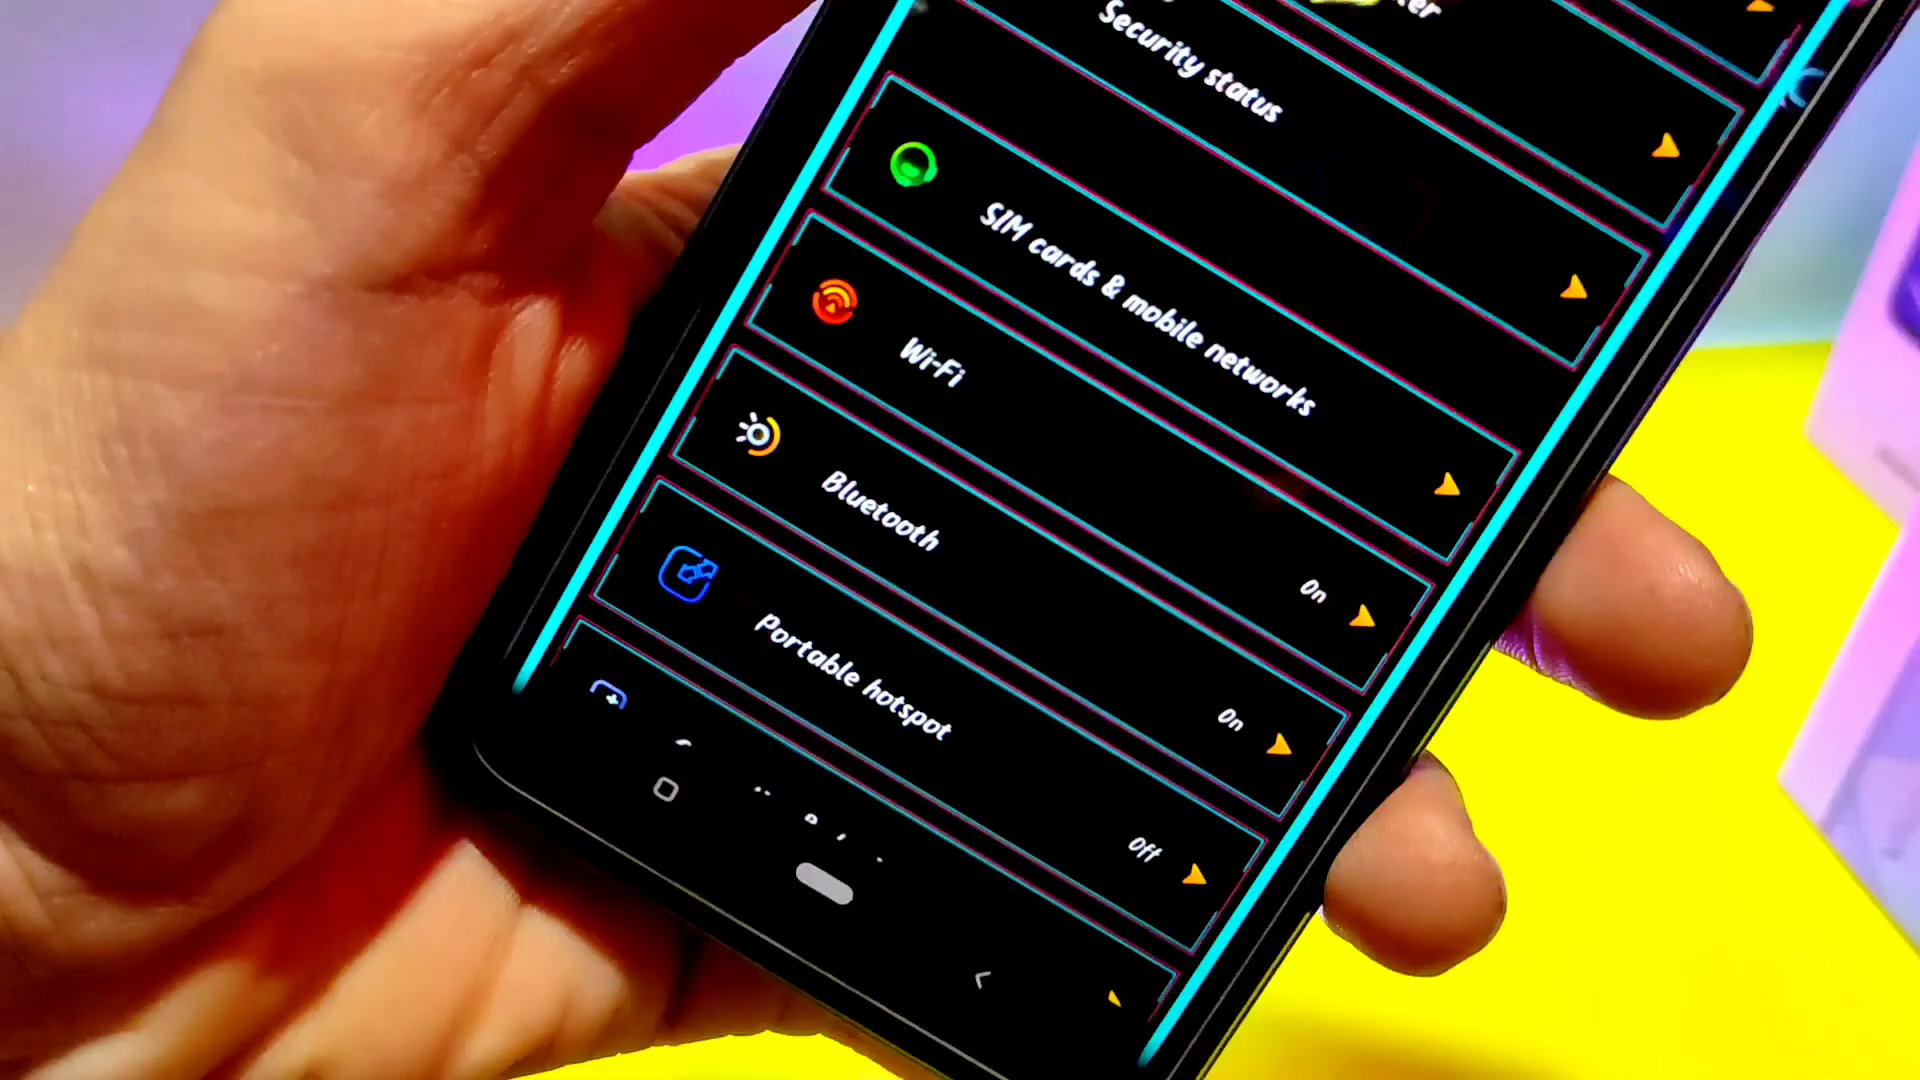 Security status
SIM cards & mobile networks
Wi-Fi
On
Bluetooth
On
Portable hotspot
Off